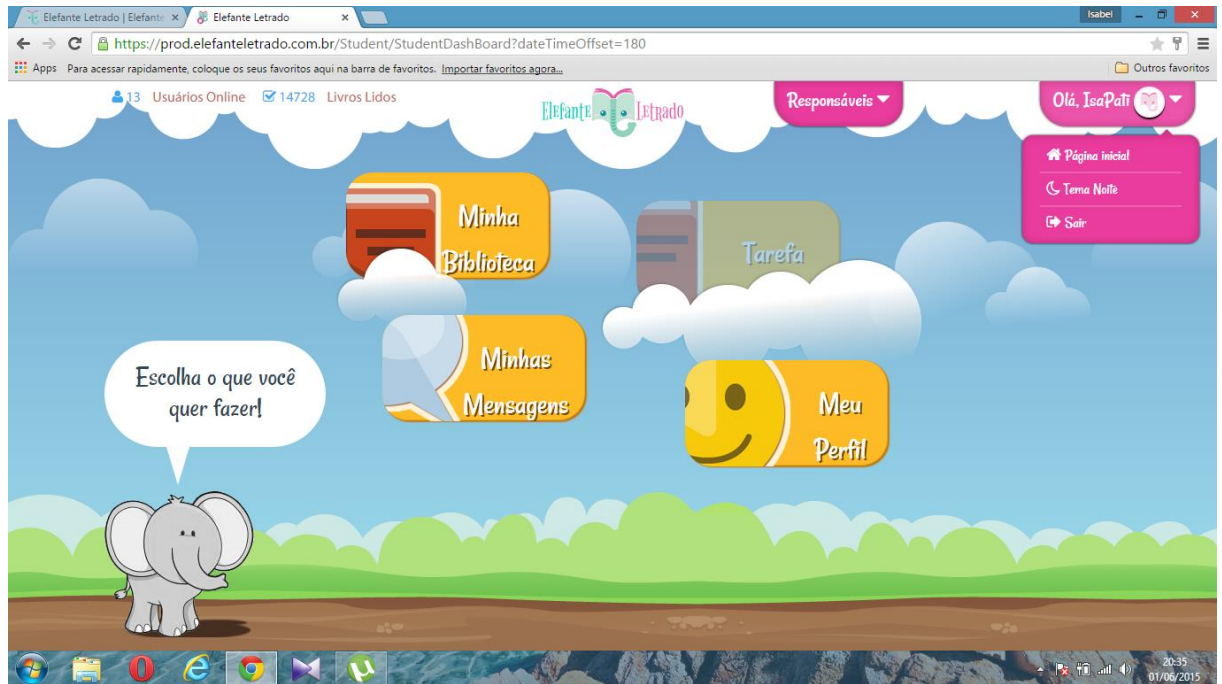 Elefante Letrado | Elefante
Elefante Letrado
Isabel
https://prod.elefanteletrado.com.br/Student/StudentDashBoard?dateTimeOffset=180
Apps Para acessar rapidamente, coloque os seus favoritos aqui na barra de favoritos. Importar favoritos agora...
Outros favoritos
13 Usuários Online 14728 Livros Lidos
Elefante Letrado
Responsáveis
Olá, IsaPati
Página inicial
Tema Noite
Sair
Minha
Biblioteca
Tarefa
Minhas
Mensagens
Meu
Perfil
Escolha o que você
quer fazer!
20:35
01/06/2015